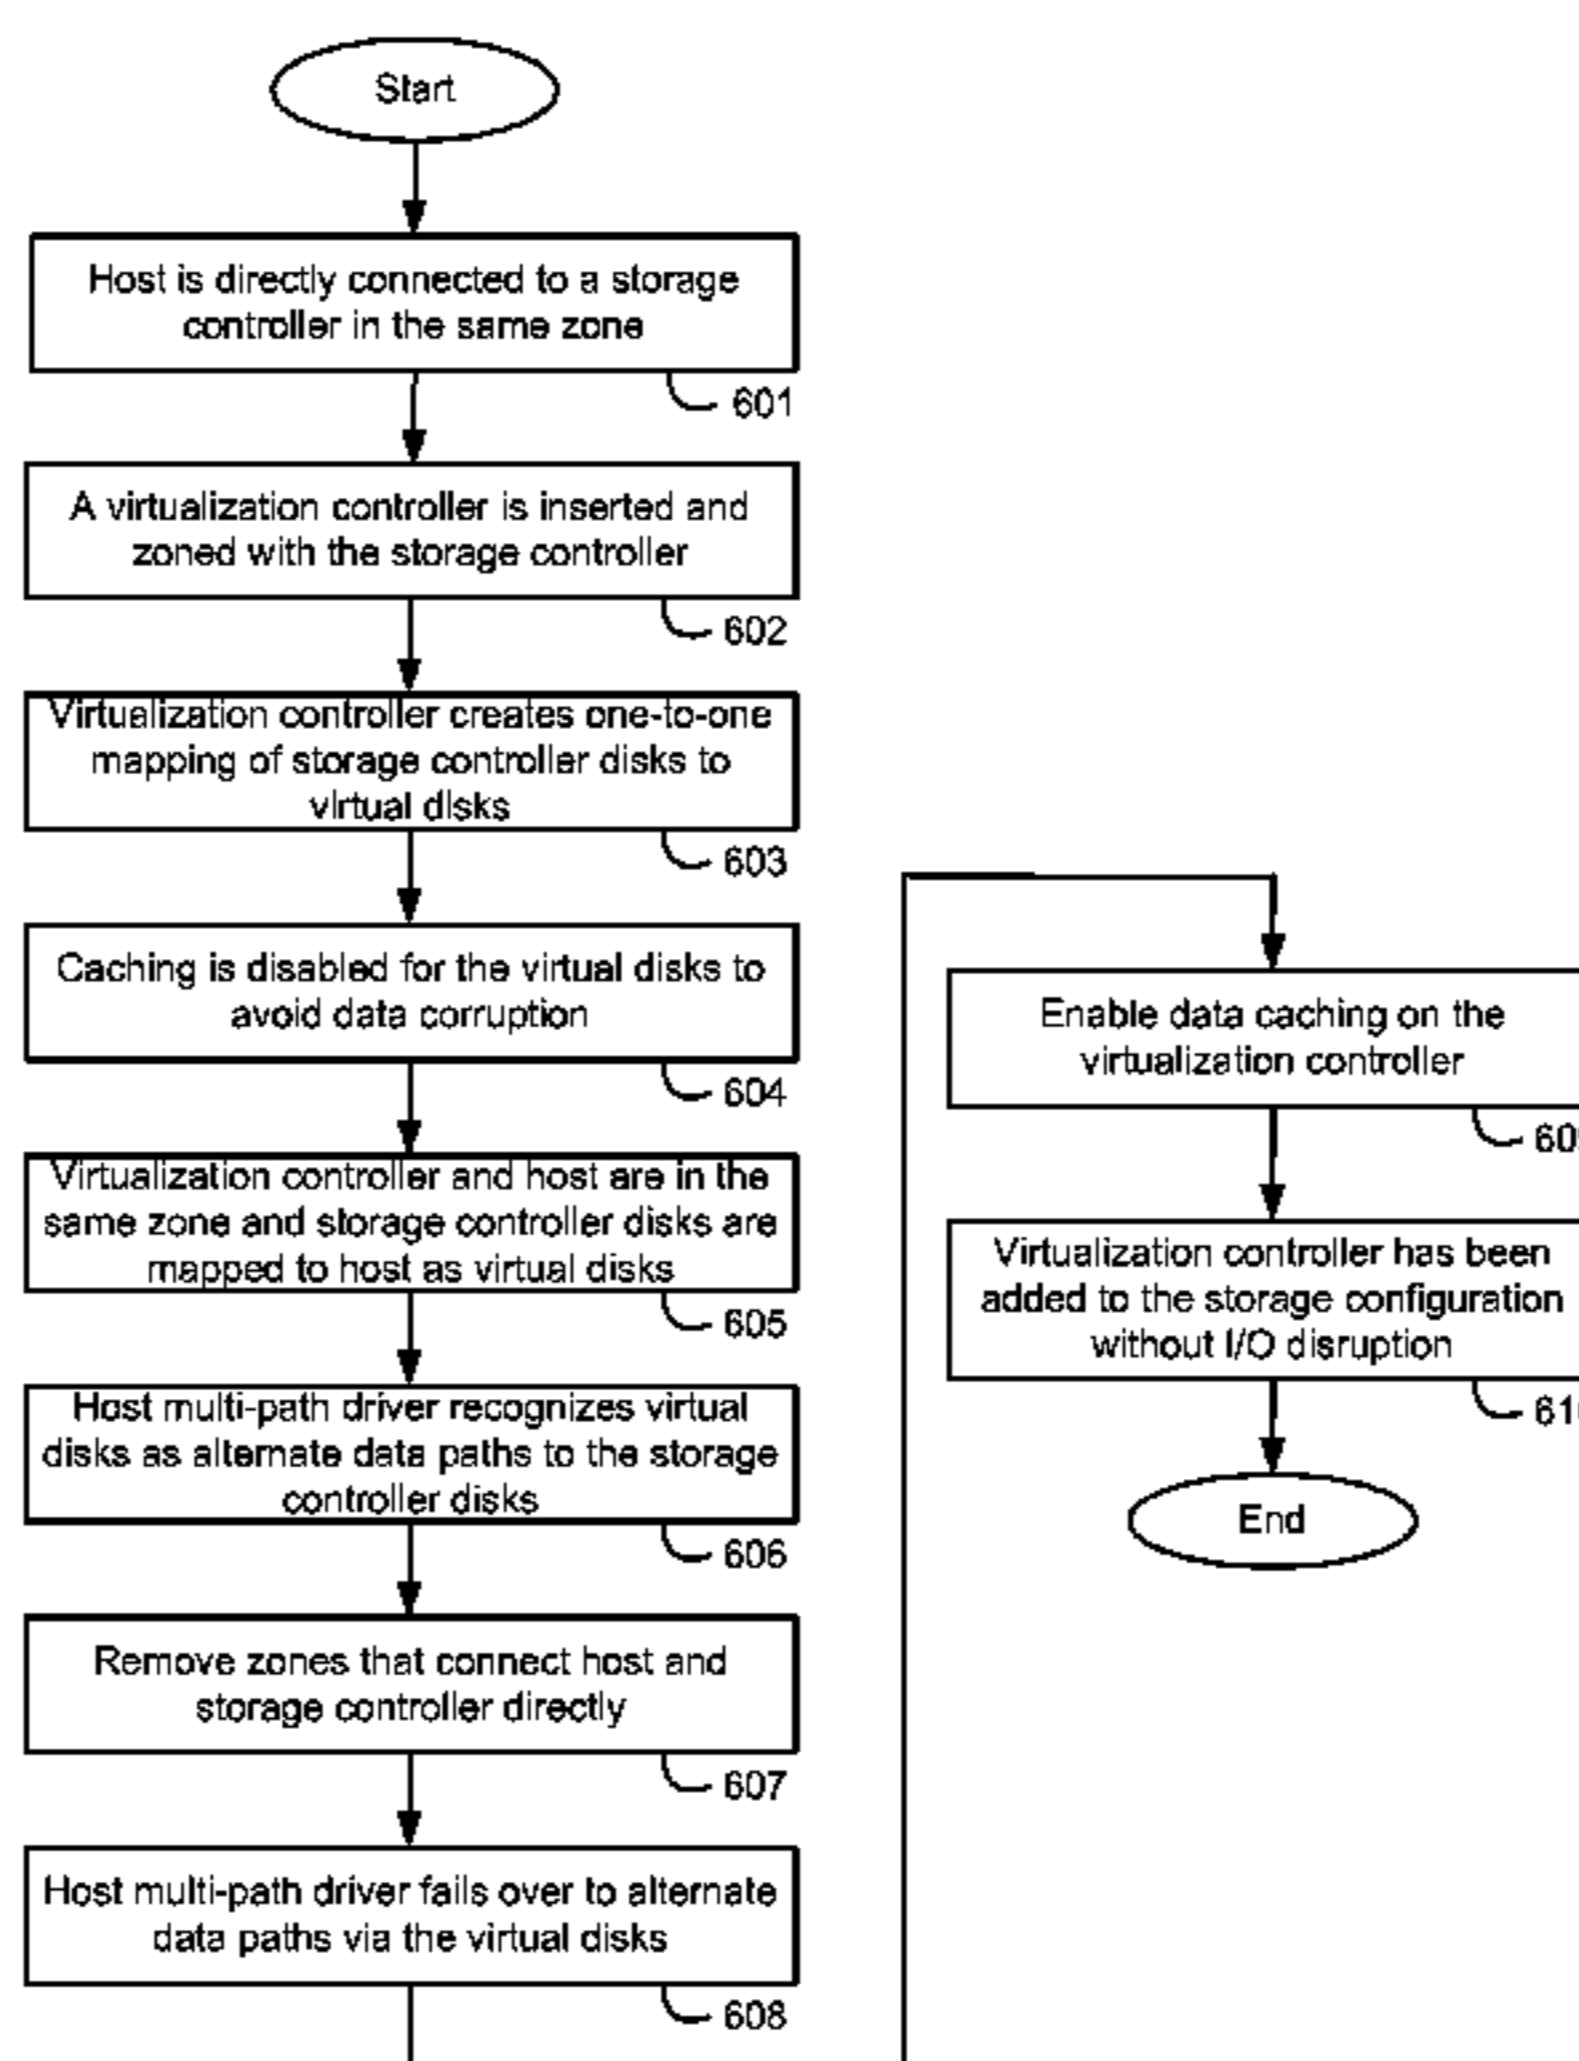 Start
Host is directly connected to a storage
controller in the same zone
601
A virtualization controller is inserted and
zoned with the storage controller
602
Virtualization controller creates one-to-one
mapping of storage controller disks to
virtual disks
603
Caching is disabled for the virtual disks to
avoid data corruption
604
Virtualization controller and host are in the
same zone and storage controller disks are
mapped to host as virtual disks
605
Host multi-path driver recognizes virtual
disks as alternate data paths to the storage
controller disks
606
Remove zones that connect host and
storage controller directly
607
Host multi-path driver fails over to alternate
data paths via the virtual disks
608
Enable data caching on the
virtualization controller
Virtualization controller has been
added to the storage configuration
without I/O disruption
End